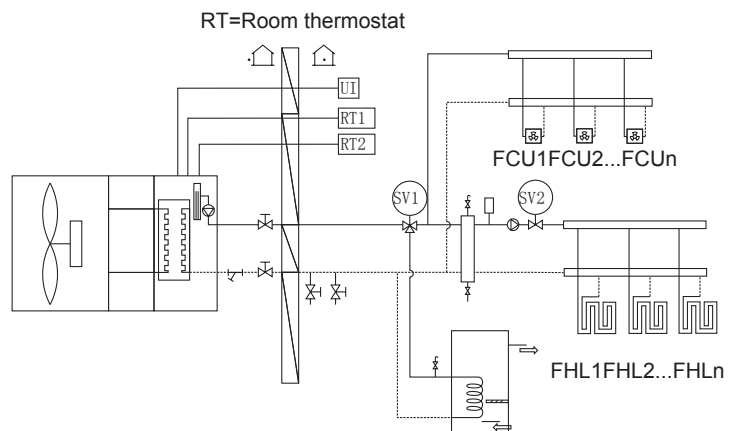 RT=Room thermostat
UI
RT1
RT2
FCU1FCU2...FCUn
SV1
SV2
FHL1FHL2...FHLn